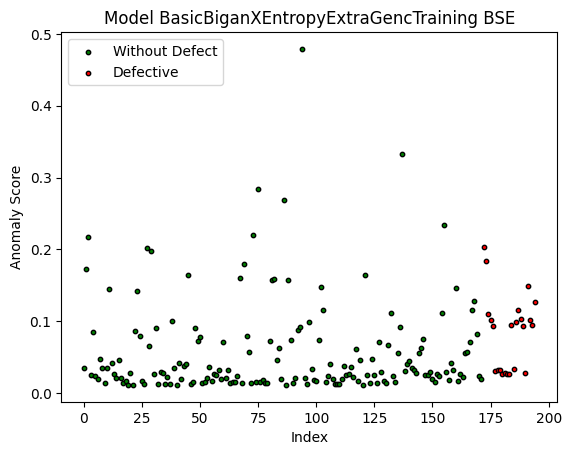 Model BasicBiganXEntropyExtraGencTraining BSE
Without Defect
Defective
Anomaly Score
0.5
0.4
0.3
0.2
0.1
0.0
0 25 50 75 100 125 150 175 200
Index